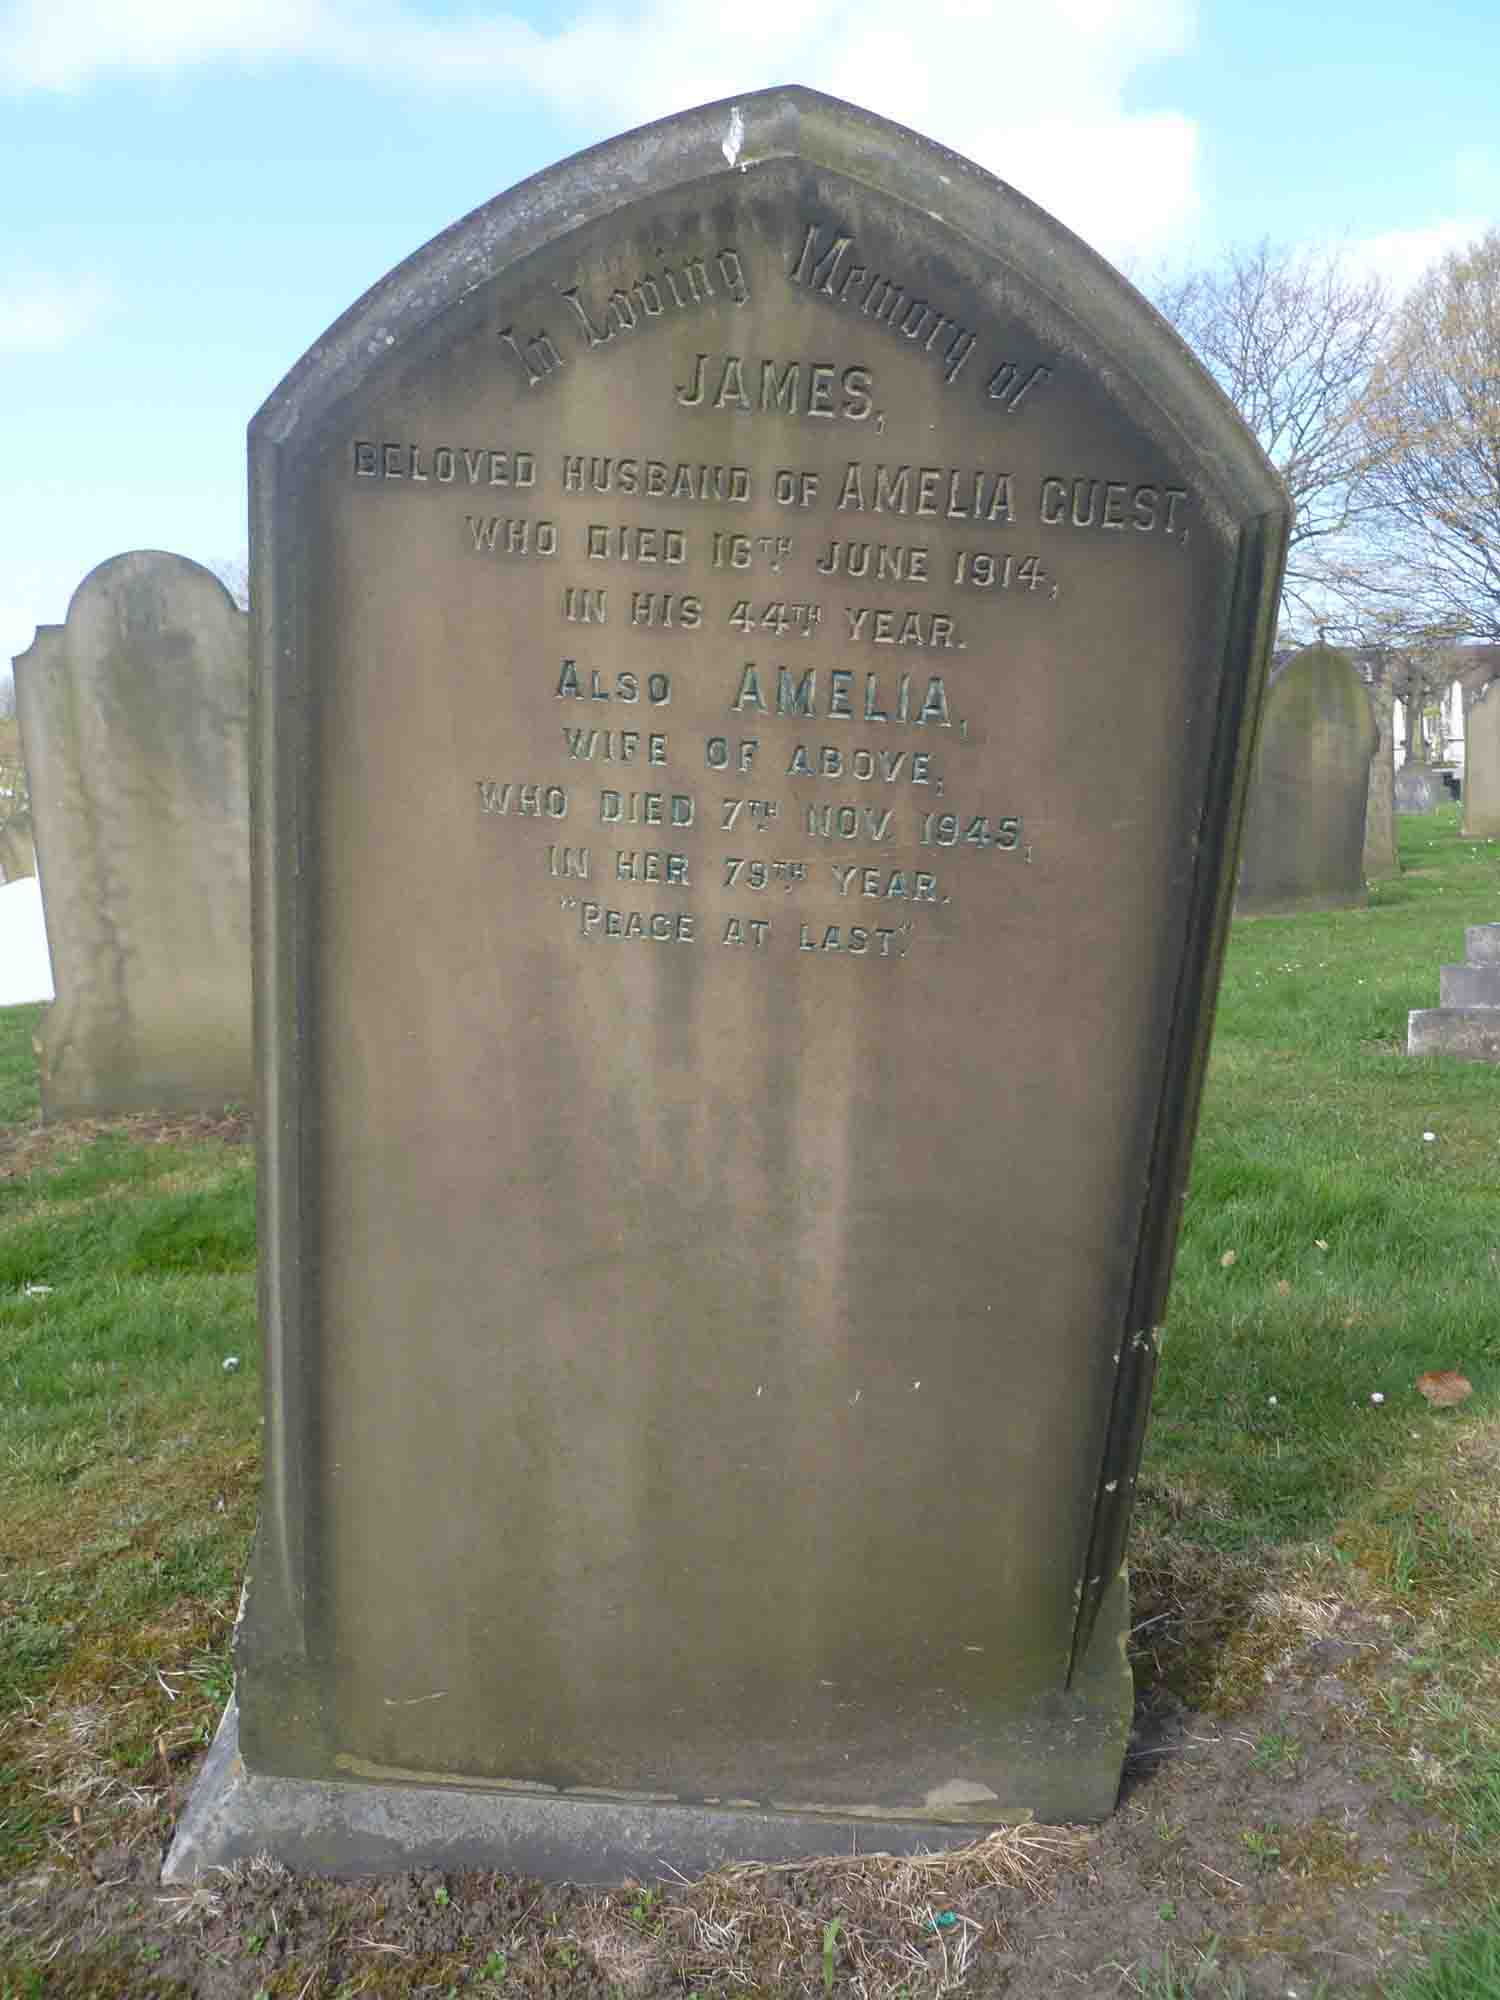 In Loving Memory of
JAMES,
BELOVED HUSBAND OF AMELIA GUEST,
WHO DIED 16TH JUNE 1914,
IN HIS 44TH YEAR.
ALSO AMELIA,
WIFE OF ABOVE,
WHO DIED 7TH NOV. 1945,
IN HER 79TH YEAR.
"PEACE AT LAST."